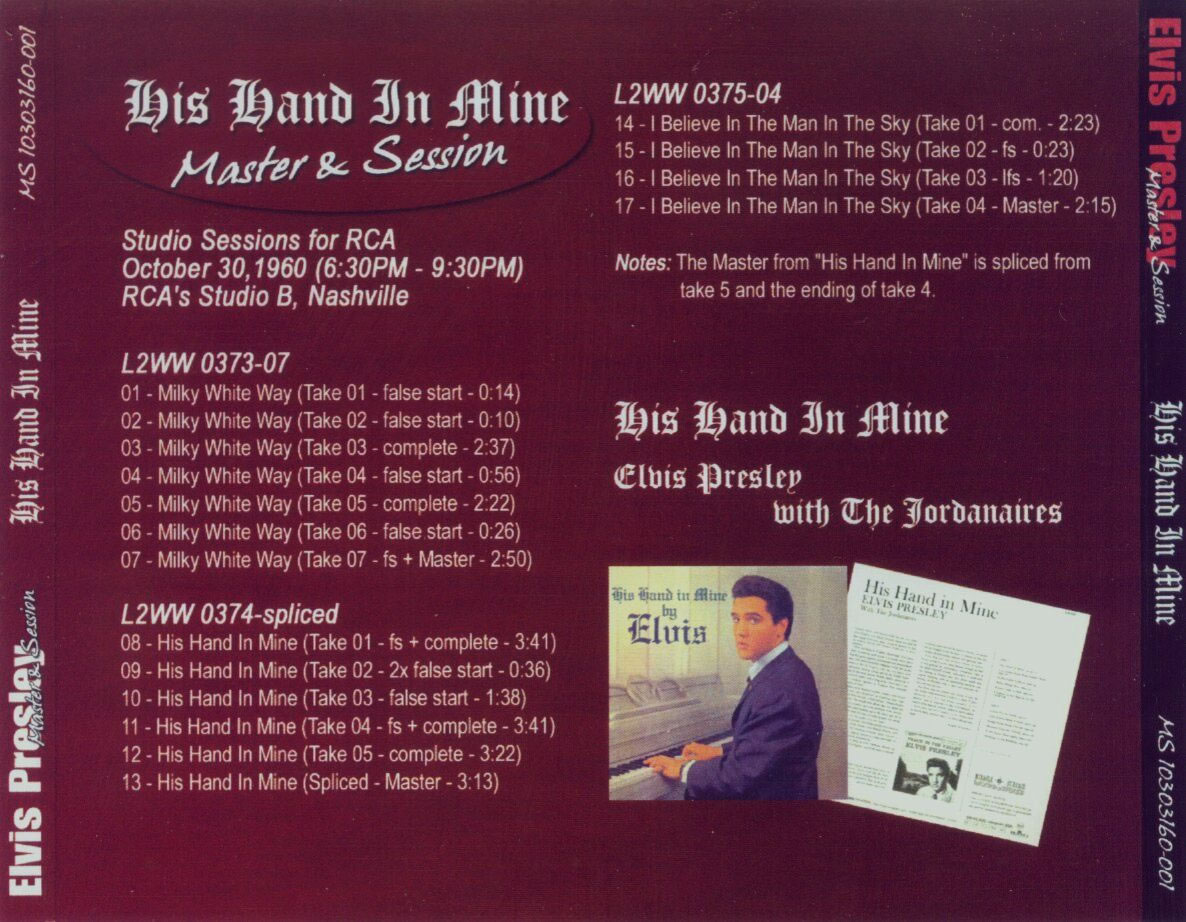 MS 10303160-001
His Hand In Mine
Elvis Presley
Master & Session
His Hand In Mine
Master & Session
Studio Sessions for RCA
October 30,1960 (6:30PM - 9:30PM)
RCA's Studio B, Nashville
L2WW 0373-07
01 - Milky White Way (Take 01 - false start - 0:14)
02 - Milky White Way (Take 02 - false start - 0:10)
03 - Milky White Way (Take 03 - complete - 2:37)
04 - Milky White Way (Take 04 - false start - 0:56)
05 - Milky White Way (Take 05 - complete - 2:22)
06 - Milky White Way (Take 06 - false start - 0:26)
07 - Milky White Way (Take 07 - fs + Master - 2:50)
L2WW 0374-spliced
08 - His Hand In Mine (Take 01 - fs + complete - 3:41)
09 - His Hand In Mine (Take 02 - 2x false start - 0:36)
10 - His Hand In Mine (Take 03 - false start - 1:38)
11 - His Hand In Mine (Take 04 - fs + complete - 3:41)
12 - His Hand In Mine (Take 05 - complete - 3:22)
13 - His Hand In Mine (Spliced - Master - 3:13)
L2WW 0375-04
14 - I Believe In The Man In The Sky (Take 01 - com. - 2:23)
15 - I Believe In The Man In The Sky (Take 02 - fs - 0:23)
16 - I Believe In The Man In The Sky (Take 03 - lfs - 1:20)
17 - I Believe In The Man In The Sky (Take 04 - Master - 2:15)
Notes: The Master from "His Hand In Mine" is spliced from
take 5 and the ending of take 4.
His Hand In Mine
Elvis Presley
with The Jordanaires
His Hand in Mine
by
Elvis
His Hand in Mine
ELVIS PRESLEY
With The Jordanaires
PEACE IN THE VALLEY
ELVIS PRESLEY
Elvis Presley
Master & Session
His Hand In Mine
MS 10303160-001